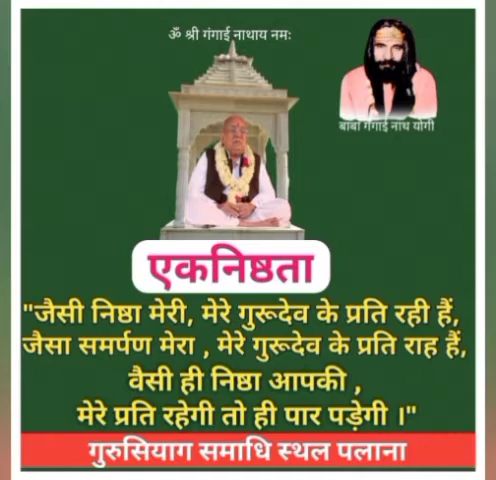 ॐ श्री गंगाई नाथाय नमः
बाबा गंगाई नाथ योगी
एकनिष्ठता
"जैसी निष्ठा मेरी, मेरे गुरूदेव के प्रति रही हैं,
जैसा समर्पण मेरा , मेरे गुरूदेव के प्रति राह हैं,
वैसी ही निष्ठा आपकी ,
मेरे प्रति रहेगी तो ही पार पड़ेगी ।"
गुरुसियाग समाधि स्थल पलाना